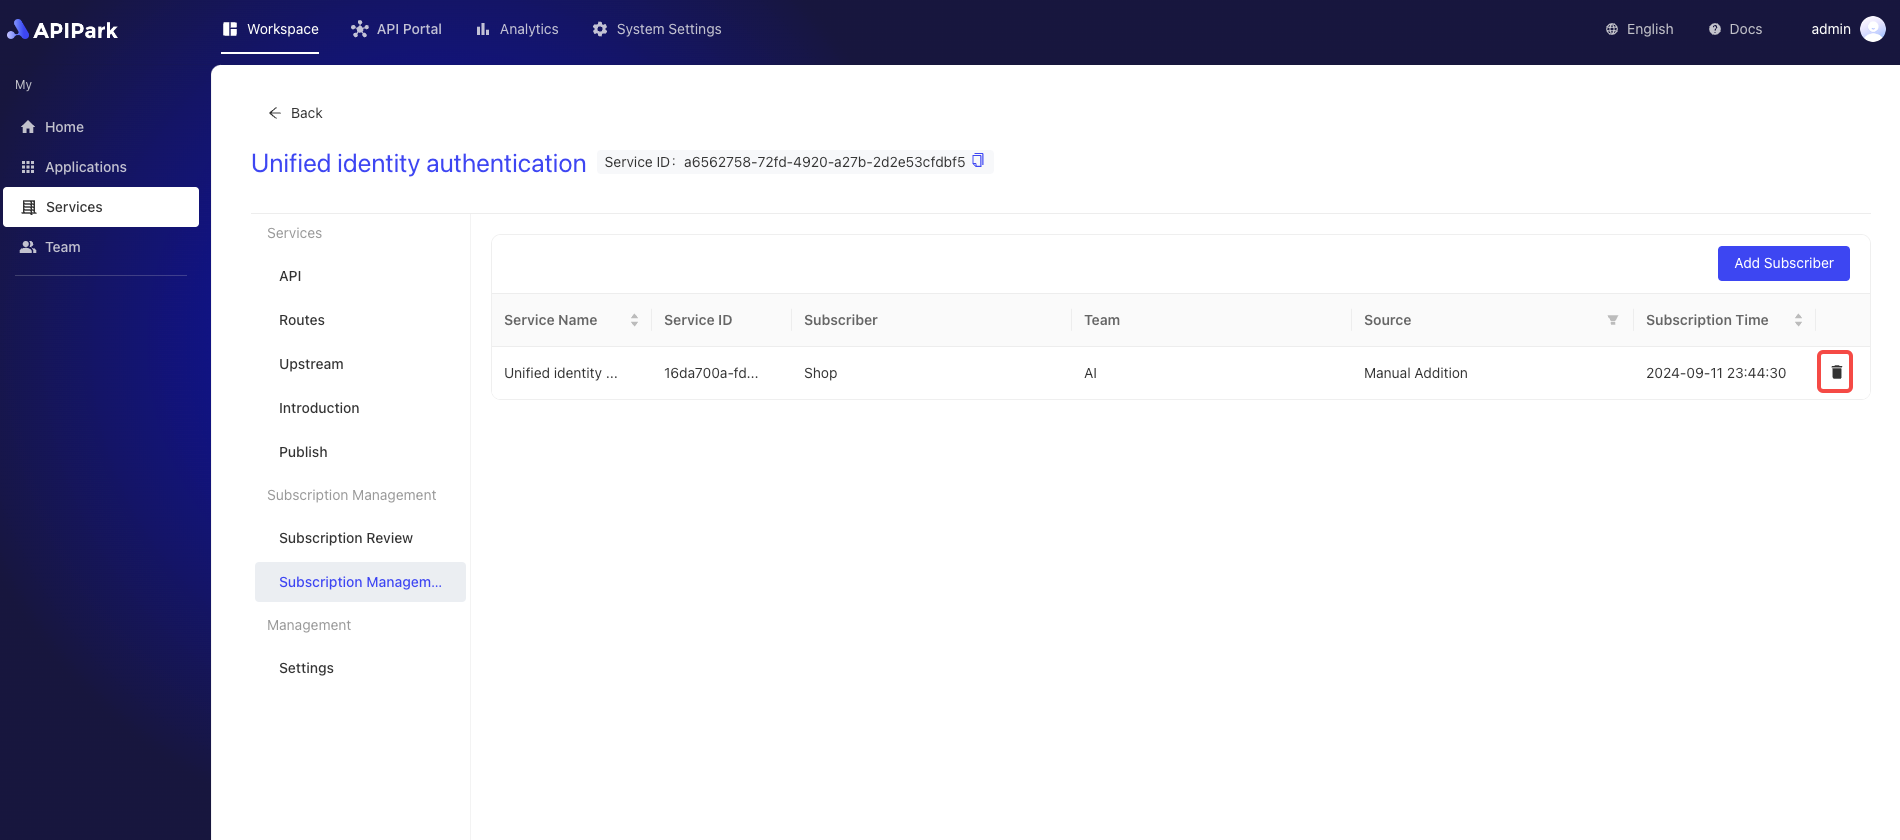 APIPark
Workspace
API Portal
Analytics
System Settings
English
Docs
admin
My
Home
Applications
Services
Team
Back
Unified identity authentication
Service ID: a6562758-72fd-4920-a27b-2d2e53cfdbf5
Services
API
Routes
Upstream
Introduction
Publish
Subscription Management
Subscription Review
Subscription Managem...
Management
Settings
Add Subscriber
Service Name Service ID Subscriber Team Source Subscription Time
Unified identity ... 16da700a-fd... Shop AI Manual Addition 2024-09-11 23:44:30